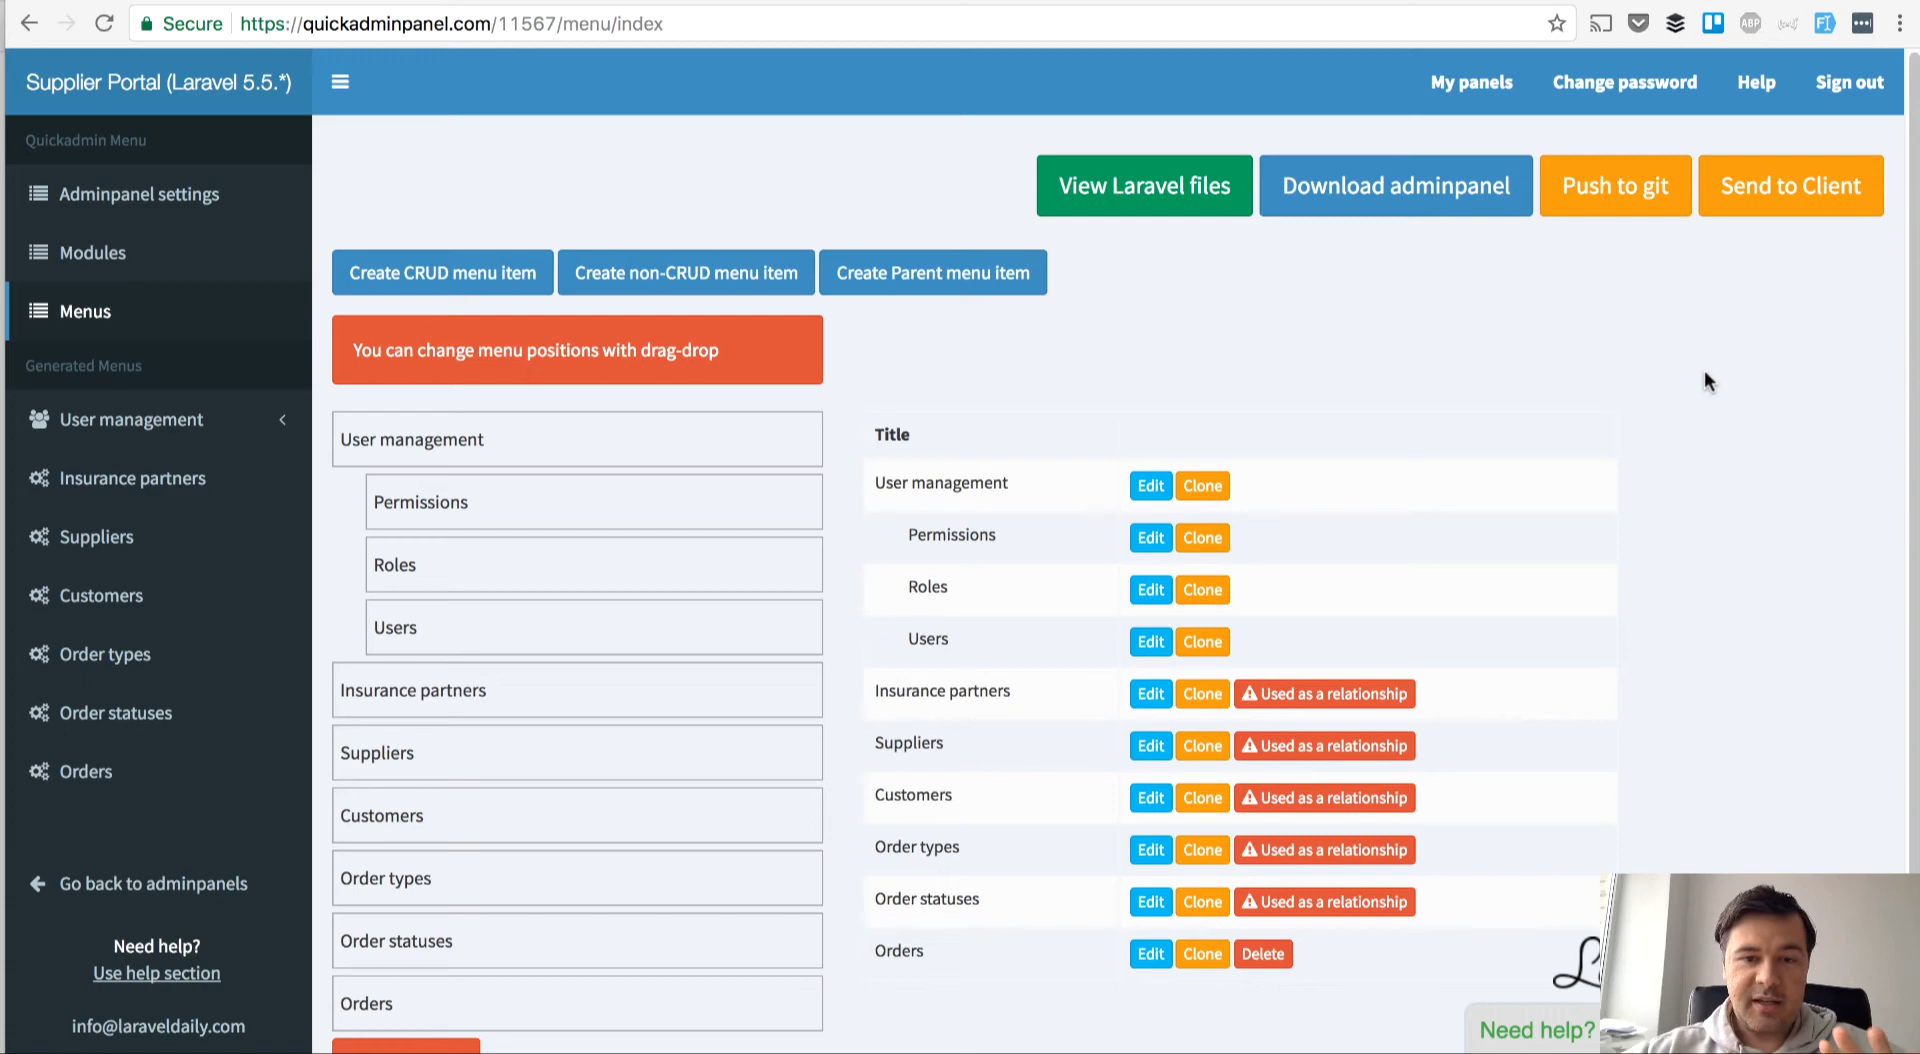 Secure https://quickadminpanel.com/11567/menu/index
ABP
Supplier Portal (Laravel 5.5.*)
My panels Change password Help Sign out
Quickadmin Menu
Adminpanel settings
Modules
Menus
Generated Menus
User management
Insurance partners
Suppliers
Customers
Order types
Order statuses
Orders
Go back to adminpanels
Need help?
Use help section
info@laraveldaily.com
View Laravel files Download adminpanel Push to git Send to Client
Create CRUD menu item Create non-CRUD menu item Create Parent menu item
You can change menu positions with drag-drop
User management
Permissions
Roles
Users
Insurance partners
Suppliers
Customers
Order types
Order statuses
Orders
Title
User management Edit Clone
Permissions Edit Clone
Roles Edit Clone
Users Edit Clone
Insurance partners Edit Clone Used as a relationship
Suppliers Edit Clone Used as a relationship
Customers Edit Clone Used as a relationship
Order types Edit Clone Used as a relationship
Order statuses Edit Clone Used as a relationship
Orders Edit Clone Delete
Need help?